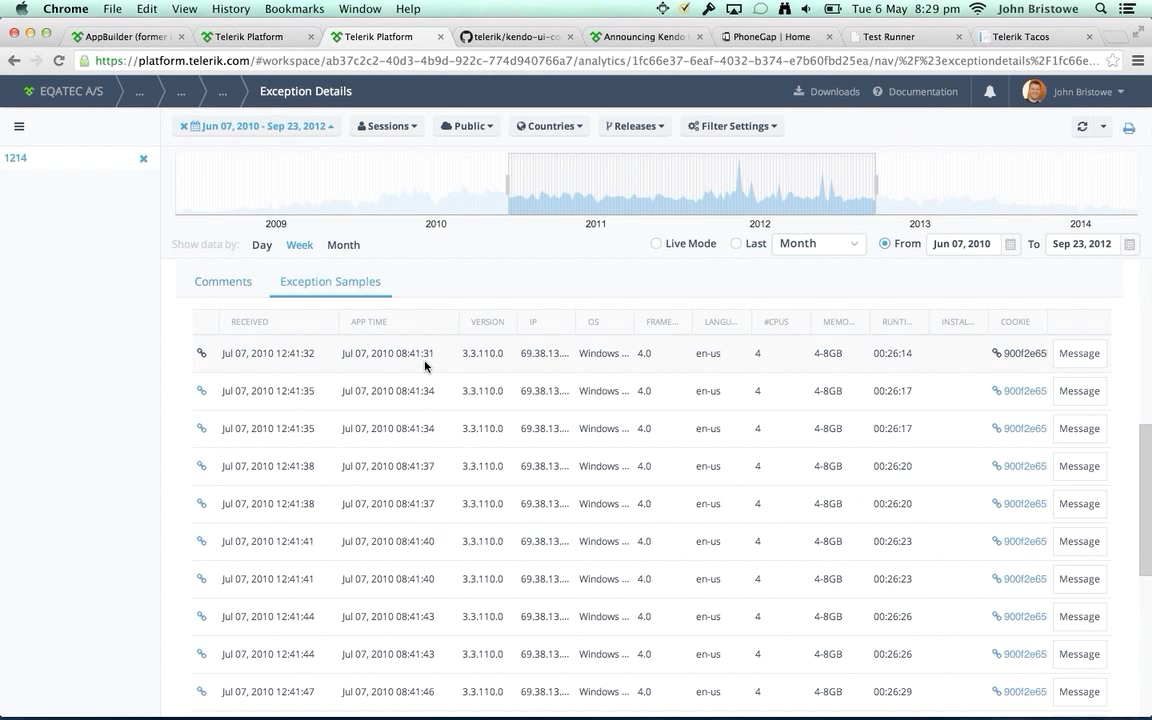 Chrome File Edit View History Bookmarks Window Help Tue 6 May 8:29 pm John Bristowe
AppBuilder (former Telerik Platform Telerik Platform telerik/kendo-ui-co Announcing Kendo PhoneGap | Home Test Runner Telerik Tacos
https://platform.telerik.com/#workspace/ab37c2c2-40d3-4b9d-922c-774d940766a7/analytics/1fc66e37-6eaf-4032-b374-e7b60fbd25ea/nav/%2F%23exceptiondetails%2F1fc66e...
EQATEC A/S ... ... ... Exception Details Downloads Documentation John Bristowe
Jun 07, 2010 - Sep 23, 2012 Sessions Public Countries Releases Filter Settings
1214
2009 2010 2011 2012 2013 2014
Show data by: Day Week Month Live Mode Last Month From Jun 07, 2010 To Sep 23, 2012
Comments Exception Samples
RECEIVED APP TIME VERSION IP OS FRAME... LANGU... #CPUS MEMO... RUNTI... INSTAL... COOKIE
Jul 07, 2010 12:41:32 Jul 07, 2010 08:41:31 3.3.110.0 69.38.13.... Windows ... 4.0 en-us 4 4-8GB 00:26:14 900f2e65 Message
Jul 07, 2010 12:41:35 Jul 07, 2010 08:41:34 3.3.110.0 69.38.13.... Windows ... 4.0 en-us 4 4-8GB 00:26:17 900f2e65 Message
Jul 07, 2010 12:41:35 Jul 07, 2010 08:41:34 3.3.110.0 69.38.13.... Windows ... 4.0 en-us 4 4-8GB 00:26:17 900f2e65 Message
Jul 07, 2010 12:41:38 Jul 07, 2010 08:41:37 3.3.110.0 69.38.13.... Windows ... 4.0 en-us 4 4-8GB 00:26:20 900f2e65 Message
Jul 07, 2010 12:41:38 Jul 07, 2010 08:41:37 3.3.110.0 69.38.13.... Windows ... 4.0 en-us 4 4-8GB 00:26:20 900f2e65 Message
Jul 07, 2010 12:41:41 Jul 07, 2010 08:41:40 3.3.110.0 69.38.13.... Windows ... 4.0 en-us 4 4-8GB 00:26:23 900f2e65 Message
Jul 07, 2010 12:41:41 Jul 07, 2010 08:41:40 3.3.110.0 69.38.13.... Windows ... 4.0 en-us 4 4-8GB 00:26:23 900f2e65 Message
Jul 07, 2010 12:41:44 Jul 07, 2010 08:41:43 3.3.110.0 69.38.13.... Windows ... 4.0 en-us 4 4-8GB 00:26:26 900f2e65 Message
Jul 07, 2010 12:41:44 Jul 07, 2010 08:41:43 3.3.110.0 69.38.13.... Windows ... 4.0 en-us 4 4-8GB 00:26:26 900f2e65 Message
Jul 07, 2010 12:41:47 Jul 07, 2010 08:41:46 3.3.110.0 69.38.13.... Windows ... 4.0 en-us 4 4-8GB 00:26:29 900f2e65 Message